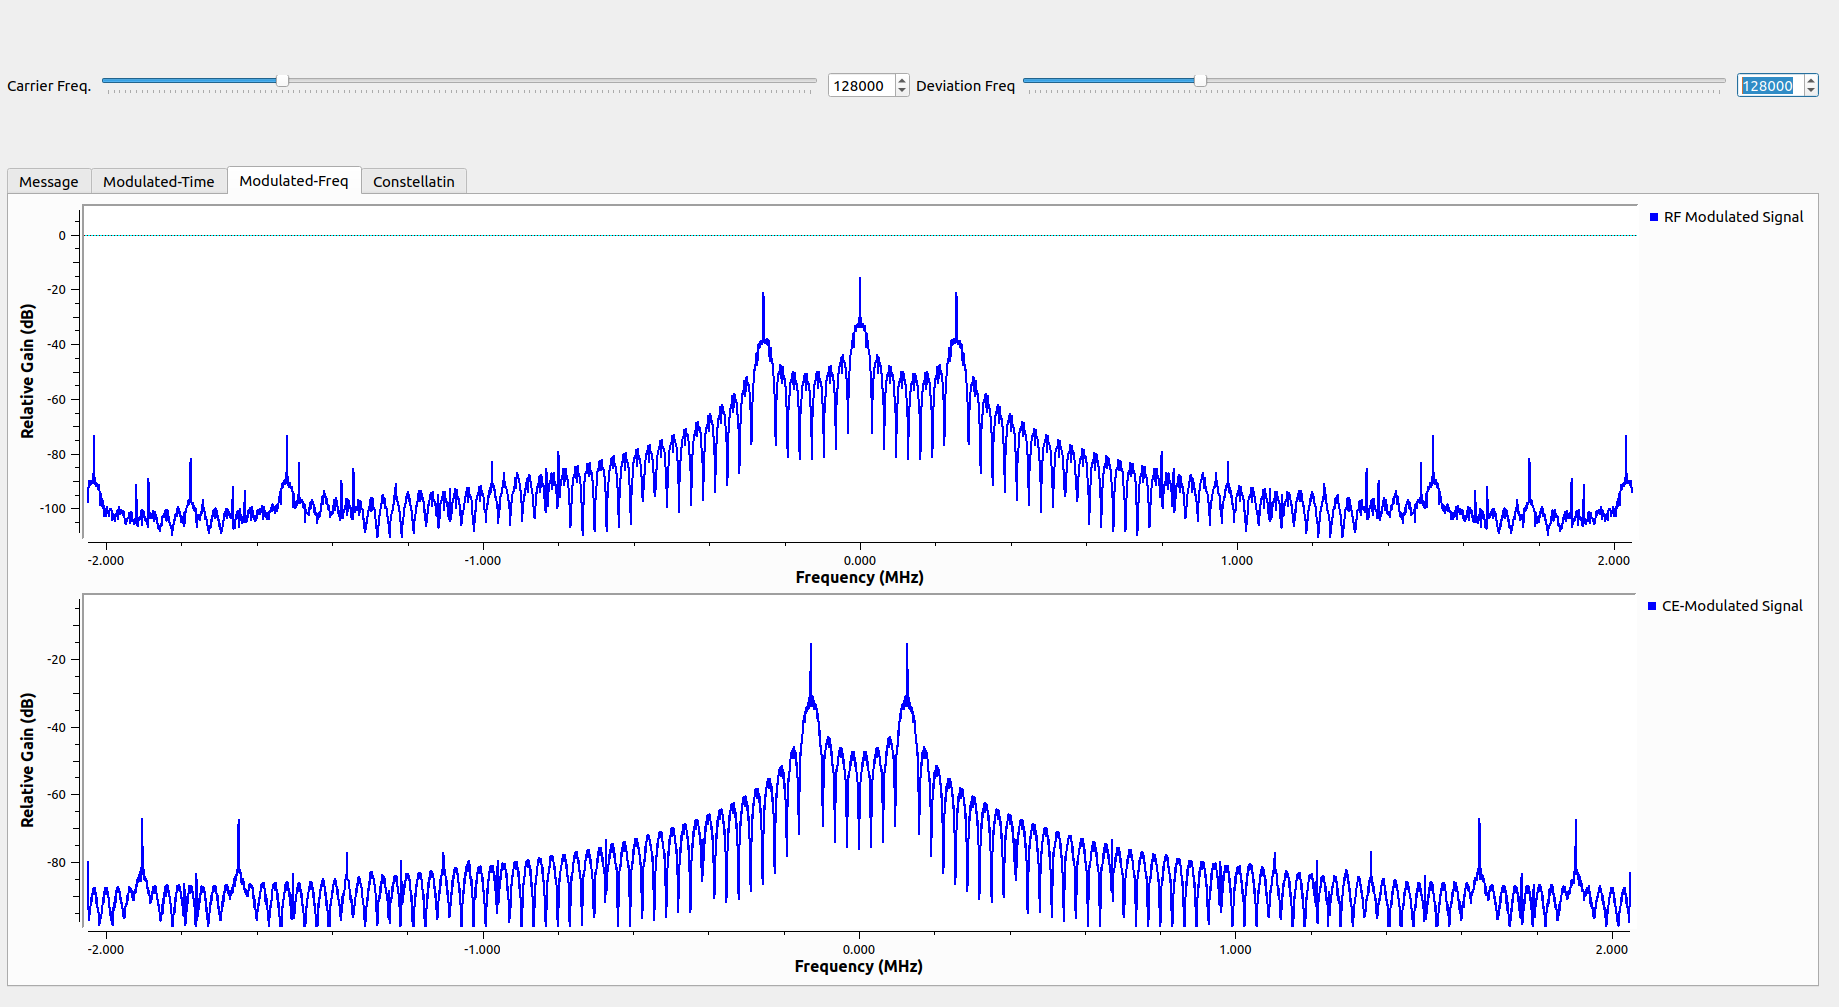 Carrier Freq. 128000 Deviation Freq 128000
Message Modulated-Time Modulated-Freq Constellatin
RF Modulated Signal
Relative Gain (dB)
0
-20
-40
-60
-80
-100
-2.000 -1.000 0.000 1.000 2.000
Frequency (MHz)
CE-Modulated Signal
Relative Gain (dB)
-20
-40
-60
-80
-2.000 -1.000 0.000 1.000 2.000
Frequency (MHz)